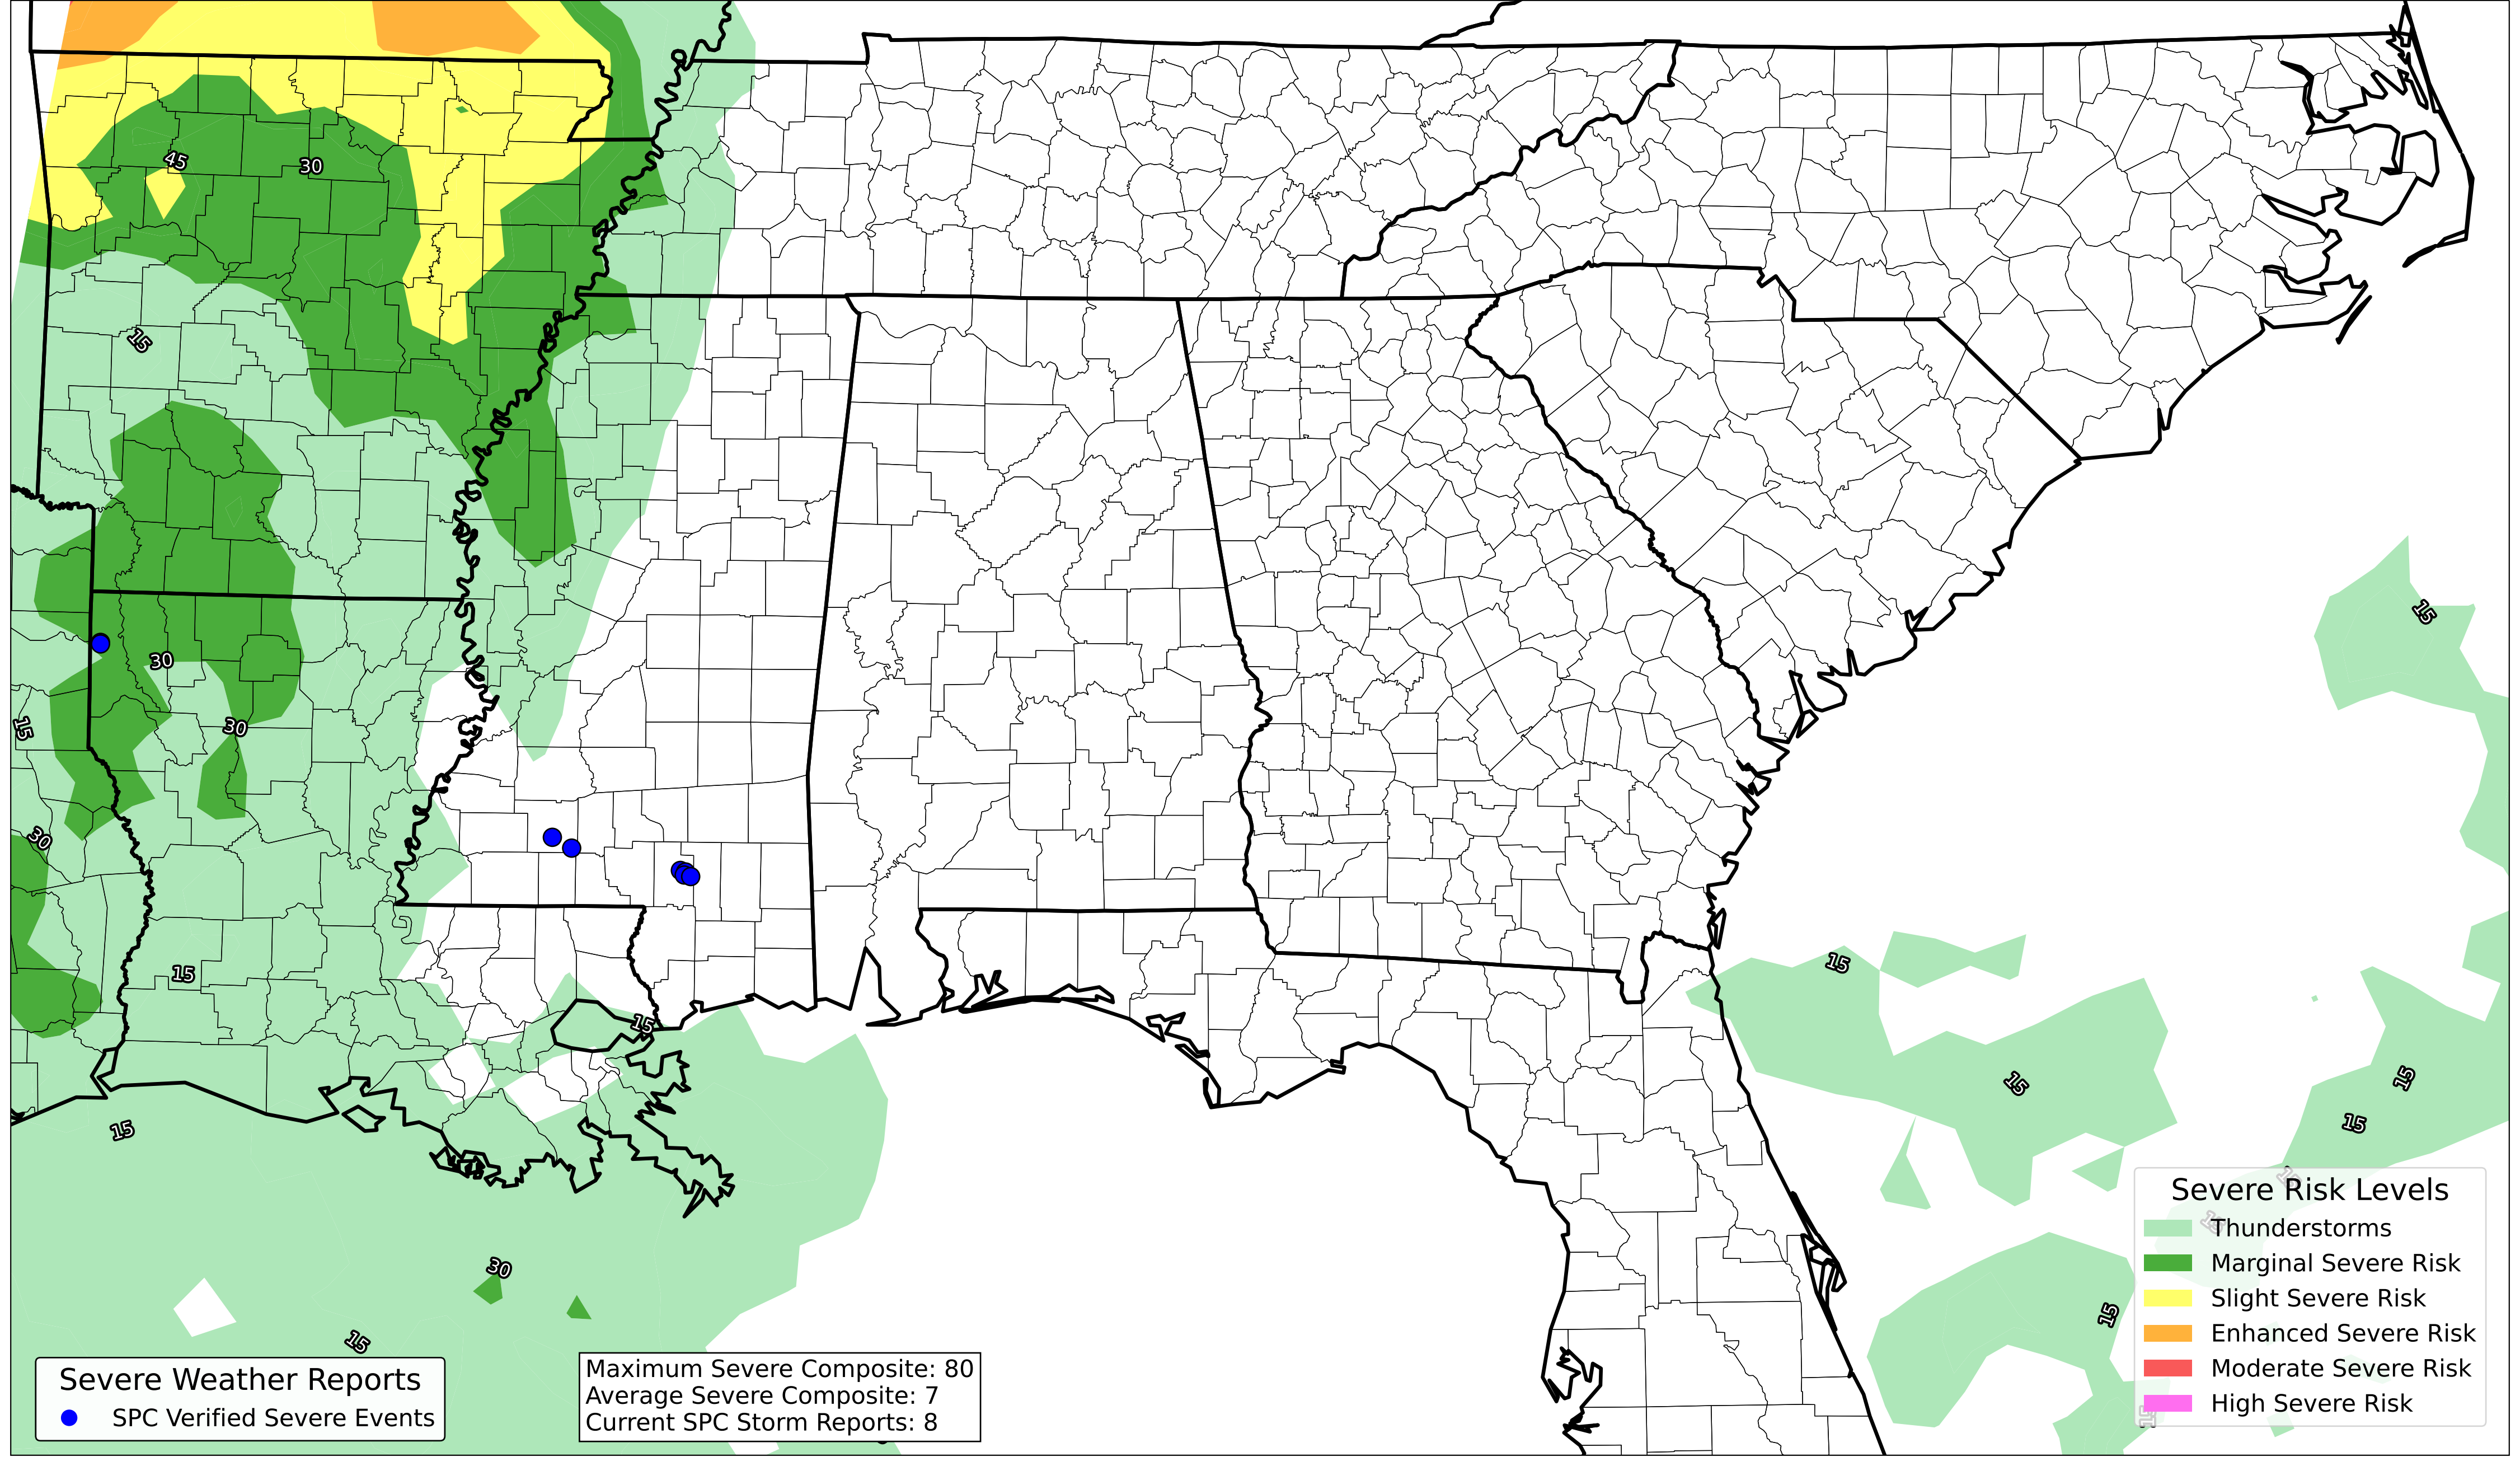 45
30
15
15
30
30
15
30
15
15
15
15
15
15
15
15
30
15
15
15
15
Severe Risk Levels
Thunderstorms
Marginal Severe Risk
Slight Severe Risk
Enhanced Severe Risk
Moderate Severe Risk
High Severe Risk
Severe Weather Reports
SPC Verified Severe Events
Maximum Severe Composite: 80
Average Severe Composite: 7
Current SPC Storm Reports: 8